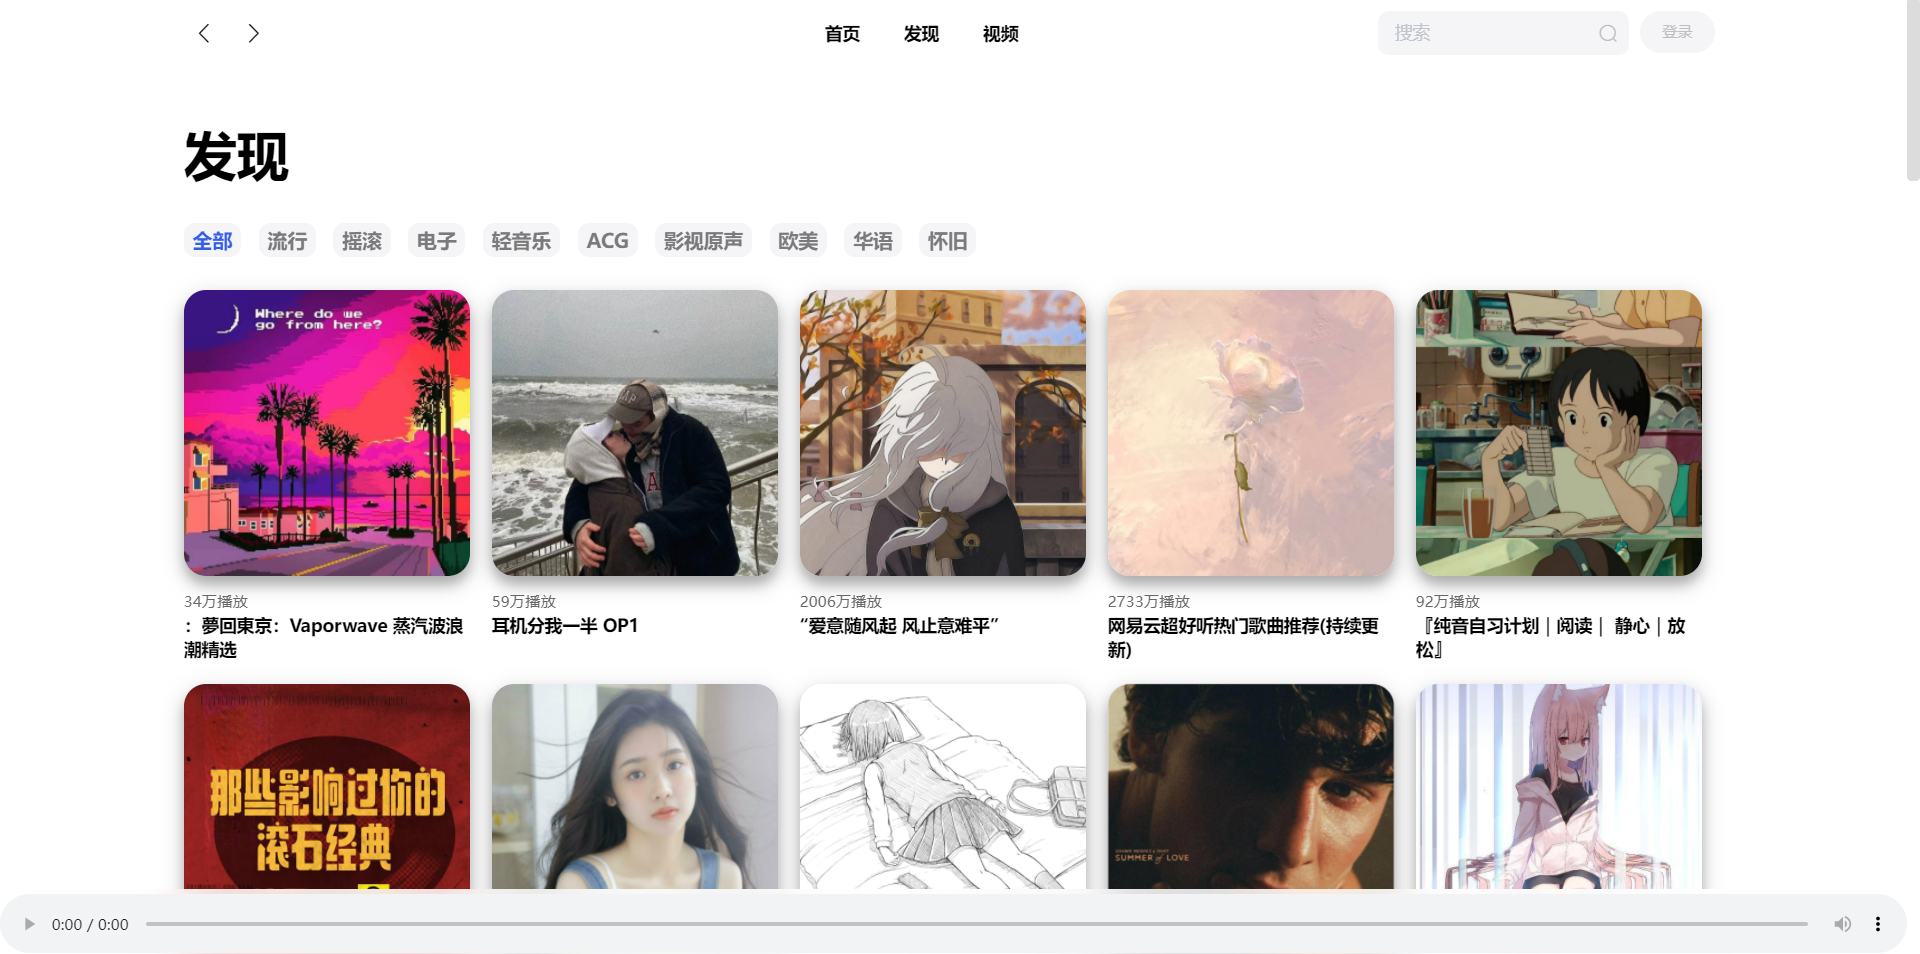 首页
发现
视频
搜索
登录
发现
全部
流行
摇滚
电子
轻音乐
ACG
影视原声
欧美
华语
怀旧
Where do we
go from here?
34万播放
：夢回東京：Vaporwave 蒸汽波浪
潮精选
59万播放
耳机分我一半 OP1
2006万播放
“爱意随风起 风止意难平”
2733万播放
网易云超好听热门歌曲推荐(持续更
新)
92万播放
『纯音自习计划｜阅读｜ 静心｜放
松』
那些影响过你的
滚石经典
SUMMER of LOVE
0:00 / 0:00